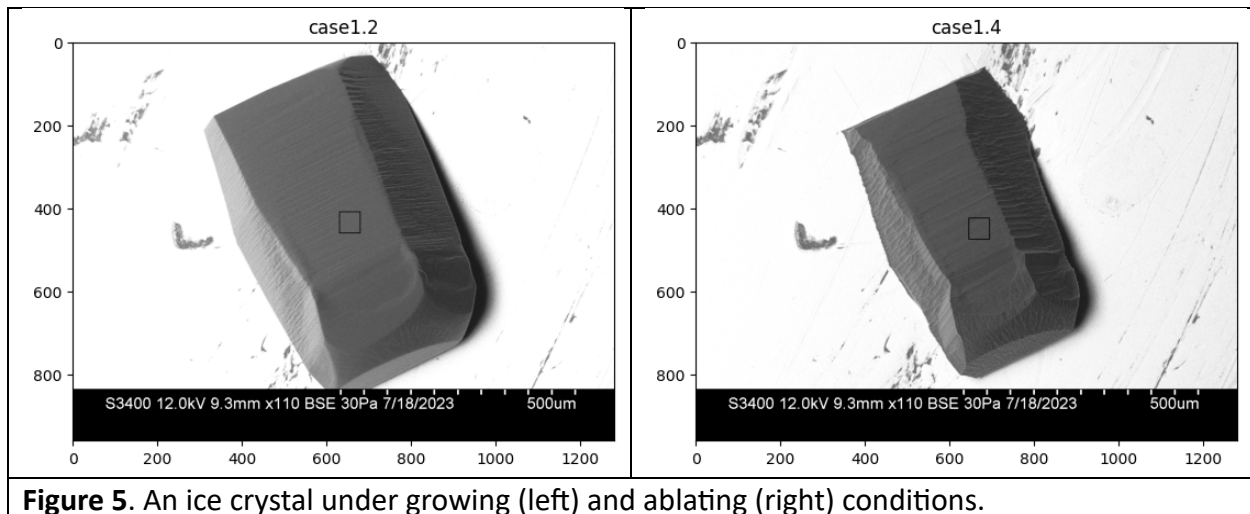 case1.2
0
200
400
600
800
S3400 12.0kV 9.3mm x110 BSE 30Pa 7/18/2023 500um
0 200 400 600 800 1000 1200
case1.4
0
200
400
600
800
S3400 12.0kV 9.3mm x110 BSE 30Pa 7/18/2023 500um
0 200 400 600 800 1000 1200
Figure 5. An ice crystal under growing (left) and ablating (right) conditions.